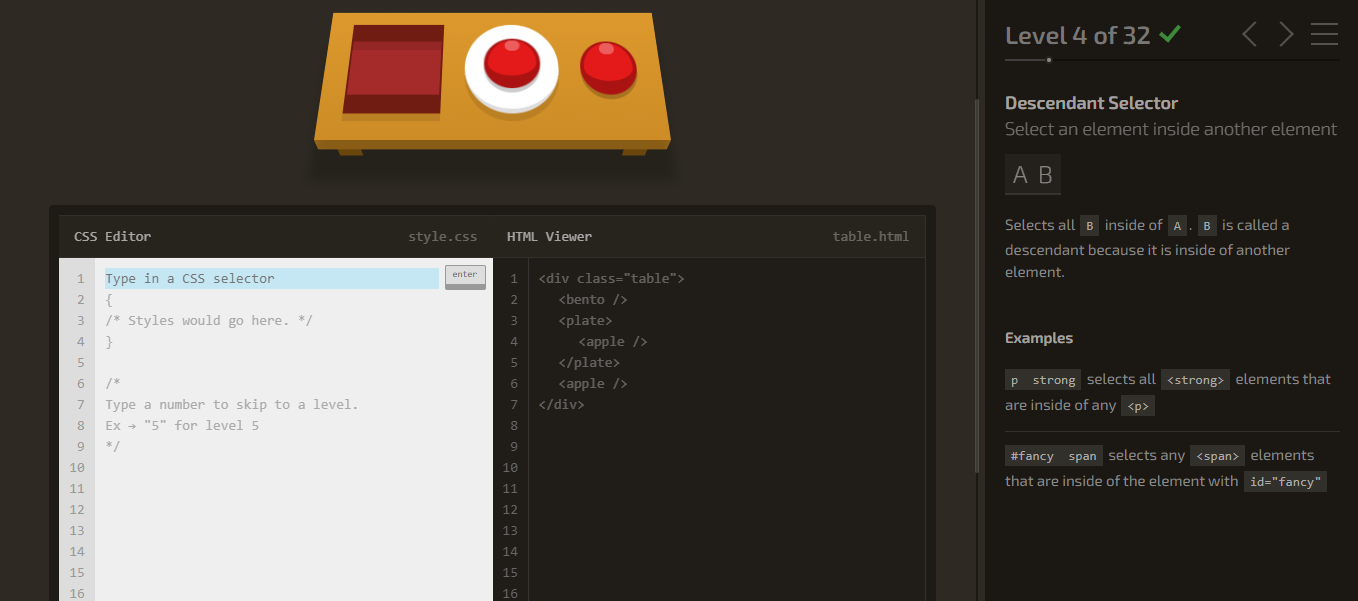 CSS Editor style.css
1 Type in a CSS selector enter
2 {
3 /* Styles would go here. */
4 }
5
6 /*
7 Type a number to skip to a level.
8 Ex → "5" for level 5
9 */
10
11
12
13
14
15
16
HTML Viewer table.html
1 <div class="table">
2 <bento />
3 <plate>
4 <apple />
5 </plate>
6 <apple />
7 </div>
8
9
10
11
12
13
14
15
16
Level 4 of 32
Descendant Selector
Select an element inside another element
A B
Selects all B inside of A . B is called a
descendant because it is inside of another
element.
Examples
p strong selects all <strong> elements that
are inside of any <p>
#fancy span selects any <span> elements
that are inside of the element with id="fancy"